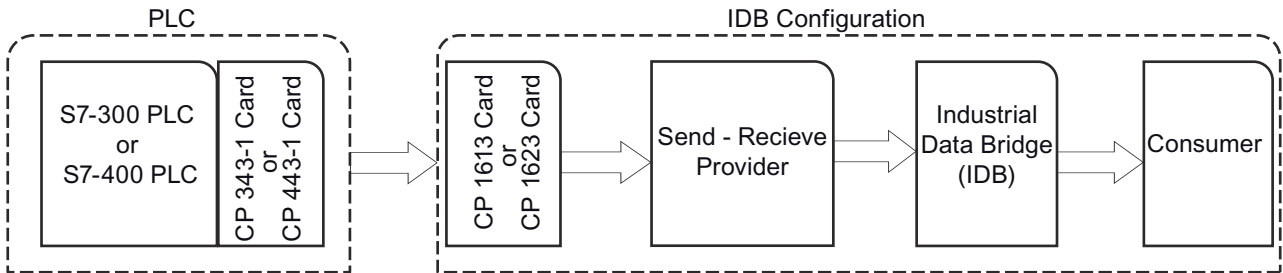 PLC
IDB Configuration
S7-300 PLC
or
S7-400 PLC
CP 343-1 Card
or
CP 443-1 Card
CP 1613 Card
or
CP 1623 Card
Send - Recieve
Provider
Industrial
Data Bridge
(IDB)
Consumer